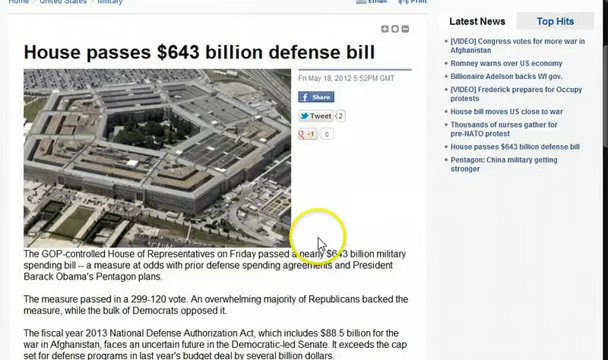 Home
United States
Military
Email
Print
House passes $643 billion defense bill
Fri May 18, 2012 5:52PM GMT
f Share
Tweet 2
g +1 0
The GOP-controlled House of Representatives on Friday passed a nearly $643 billion military
spending bill -- a measure at odds with prior defense spending agreements and President
Barack Obama's Pentagon plans.
The measure passed in a 299-120 vote. An overwhelming majority of Republicans backed the
measure, while the bulk of Democrats opposed it.
The fiscal year 2013 National Defense Authorization Act, which includes $88.5 billion for the
war in Afghanistan, faces an uncertain future in the Democratic-led Senate. It exceeds the cap
set for defense programs in last year's budget deal by several billion dollars.
Latest News
Top Hits
[VIDEO] Congress votes for more war in
Afghanistan
Romney warns over US economy
Billionaire Adelson backs WI gov.
[VIDEO] Frederick prepares for Occupy
protests
House bill moves US close to war
Thousands of nurses gather for
pre-NATO protest
House passes $643 billion defense bill
Pentagon: China military getting
stronger